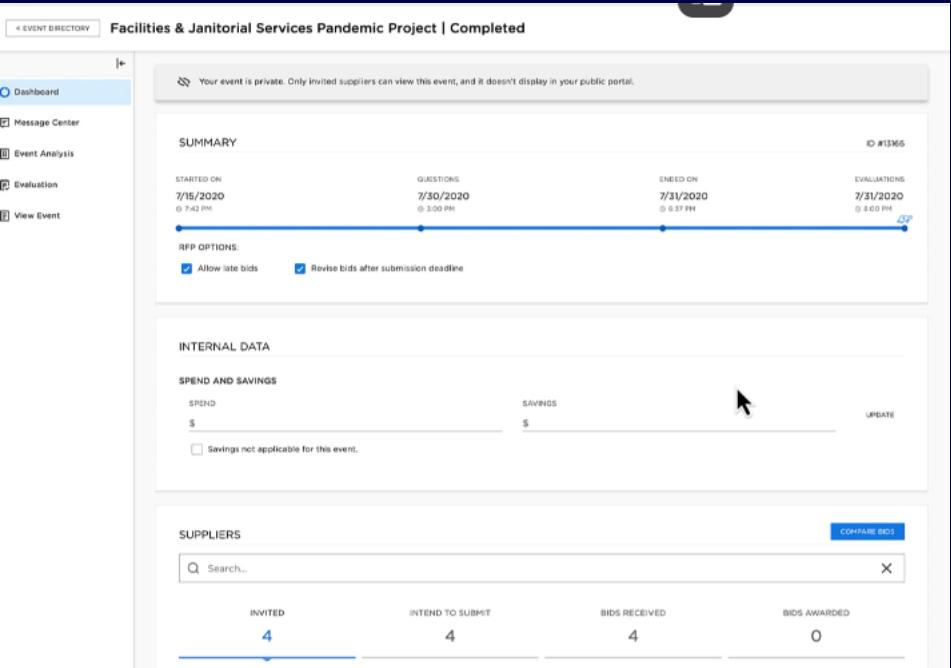 < EVENT DIRECTORY Facilities & Janitorial Services Pandemic Project | Completed
Dashboard
Message Center
Event Analysis
Evaluation
View Event
Your event is private. Only invited suppliers can view this event, and it doesn't display in your public portal.
SUMMARY ID #13166
STARTED ON QUESTIONS ENDED ON EVALUATIONS
7/15/2020 7/30/2020 7/31/2020 7/31/2020
7:42 PM 3:00 PM 6:37 PM 8:00 PM
RFP OPTIONS:
Allow late bids Revise bids after submission deadline
INTERNAL DATA
SPEND AND SAVINGS
SPEND SAVINGS
$ $ UPDATE
Savings not applicable for this event.
SUPPLIERS COMPARE BIDS
Search...
INVITED INTEND TO SUBMIT BIDS RECEIVED BIDS AWARDED
4 4 4 0